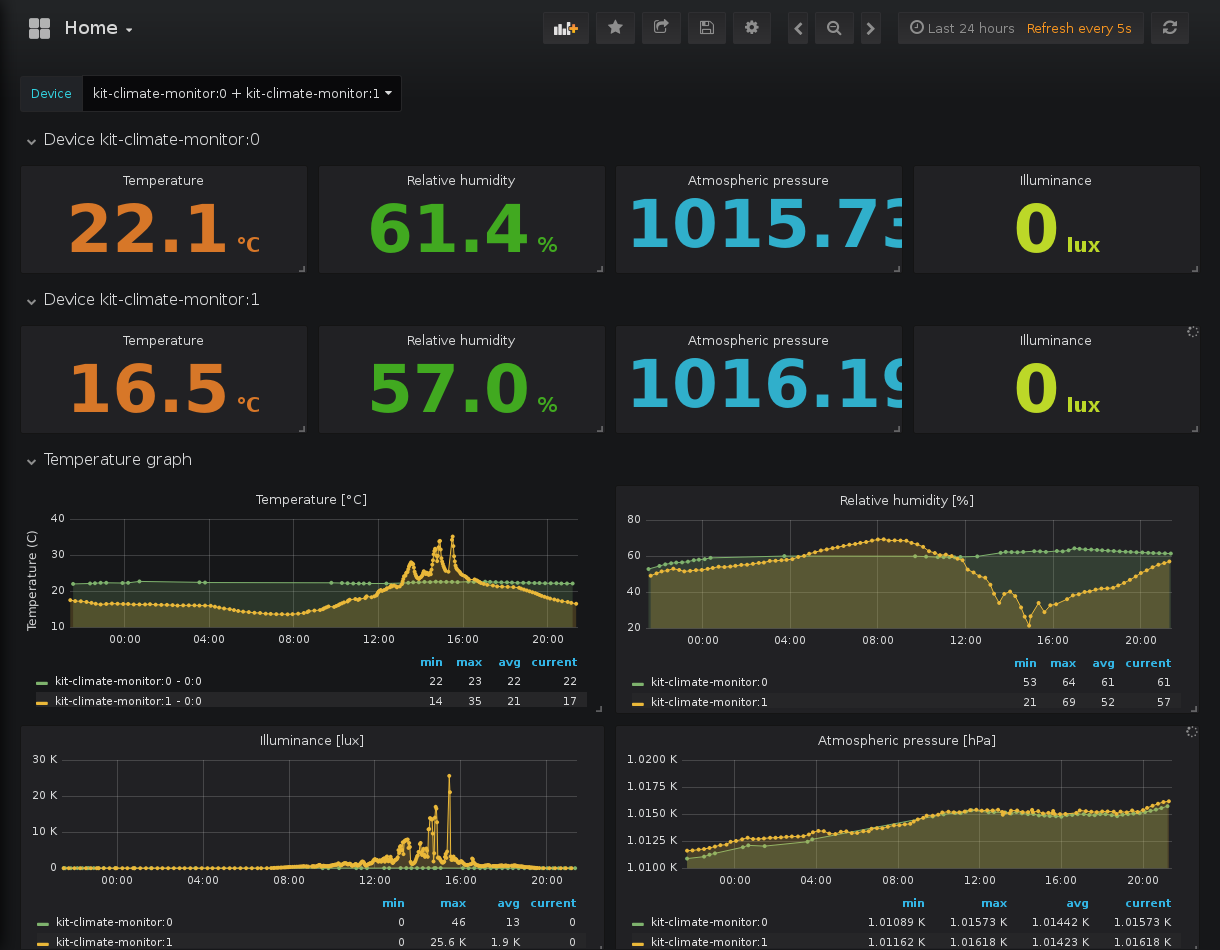 Home
Last 24 hours Refresh every 5s
Device kit-climate-monitor:0 + kit-climate-monitor:1
Device kit-climate-monitor:0
Temperature Relative humidity Atmospheric pressure Illuminance
22.1 °C 61.4 % 1015.73 0 lux
Device kit-climate-monitor:1
Temperature Relative humidity Atmospheric pressure Illuminance
16.5 °C 57.0 % 1016.19 0 lux
Temperature graph
Temperature [°C]
Temperature (C)
40
30
20
10
00:00 04:00 08:00 12:00 16:00 20:00
min max avg current
kit-climate-monitor:0 - 0:0 22 23 22 22
kit-climate-monitor:1 - 0:0 14 35 21 17
Relative humidity [%]
80
60
40
20
00:00 04:00 08:00 12:00 16:00 20:00
min max avg current
kit-climate-monitor:0 53 64 61 61
kit-climate-monitor:1 21 69 52 57
Illuminance [lux]
30 K
20 K
10 K
0
00:00 04:00 08:00 12:00 16:00 20:00
min max avg current
kit-climate-monitor:0 0 46 13 0
kit-climate-monitor:1 0 25.6 K 1.9 K 0
Atmospheric pressure [hPa]
1.0200 K
1.0175 K
1.0150 K
1.0125 K
1.0100 K
00:00 04:00 08:00 12:00 16:00 20:00
min max avg current
kit-climate-monitor:0 1.01089 K 1.01573 K 1.01442 K 1.01573 K
kit-climate-monitor:1 1.01162 K 1.01618 K 1.01423 K 1.01618 K